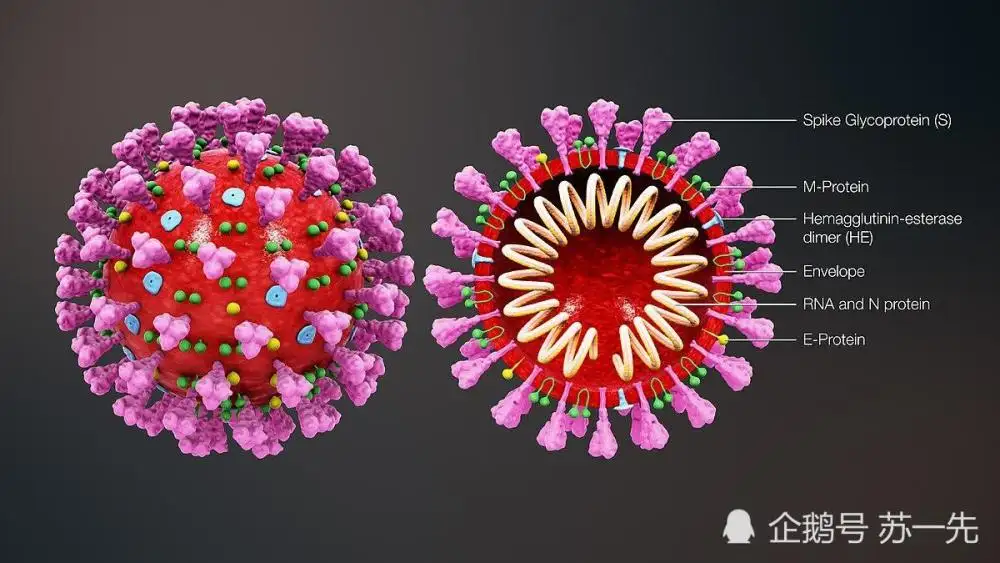 Spike Glycoprotein (S)
M-Protein
Hemagglutinin-esterase
dimer (HE)
Envelope
RNA and N protein
E-Protein
企鹅号 苏一先